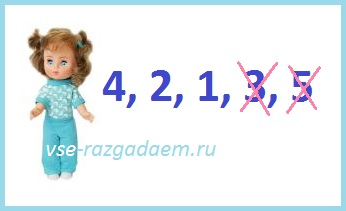 4, 2, 1, 3, 5
vse-razgadaem.ru